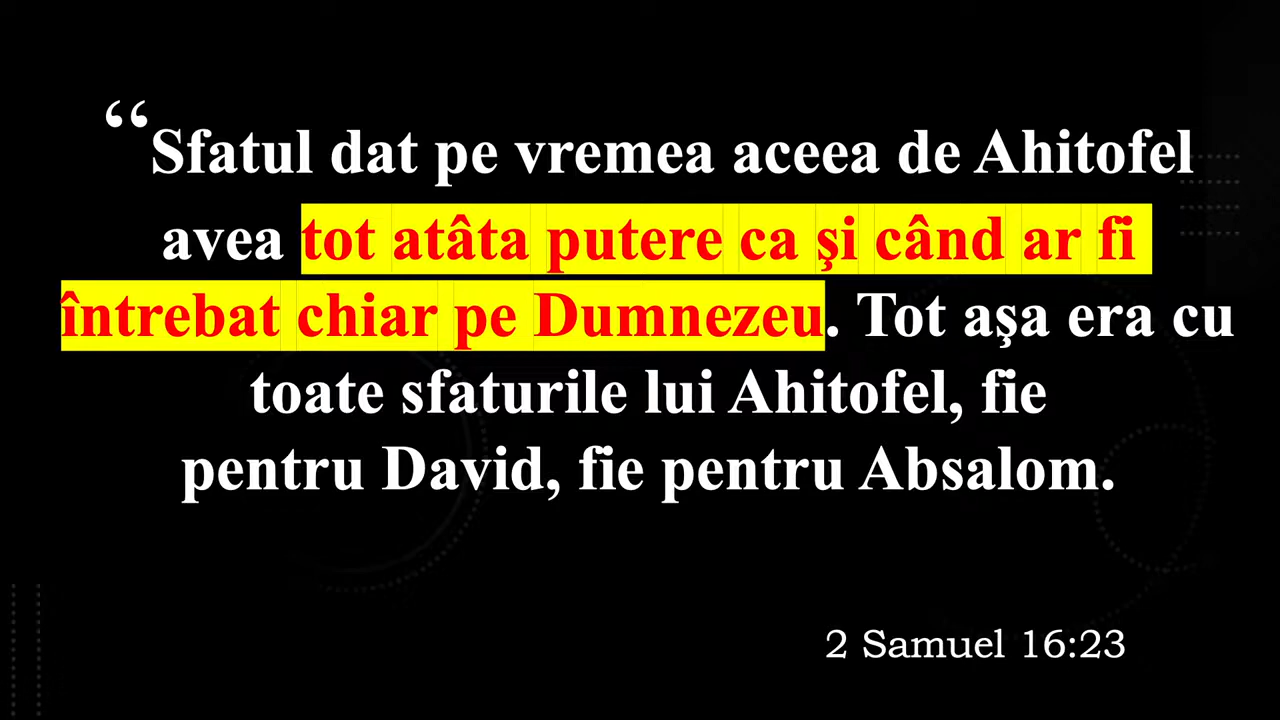 “Sfatul dat pe vremea aceea de Ahitofel
avea tot atâta putere ca şi când ar fi
întrebat chiar pe Dumnezeu. Tot aşa era cu
toate sfaturile lui Ahitofel, fie
pentru David, fie pentru Absalom.
2 Samuel 16:23